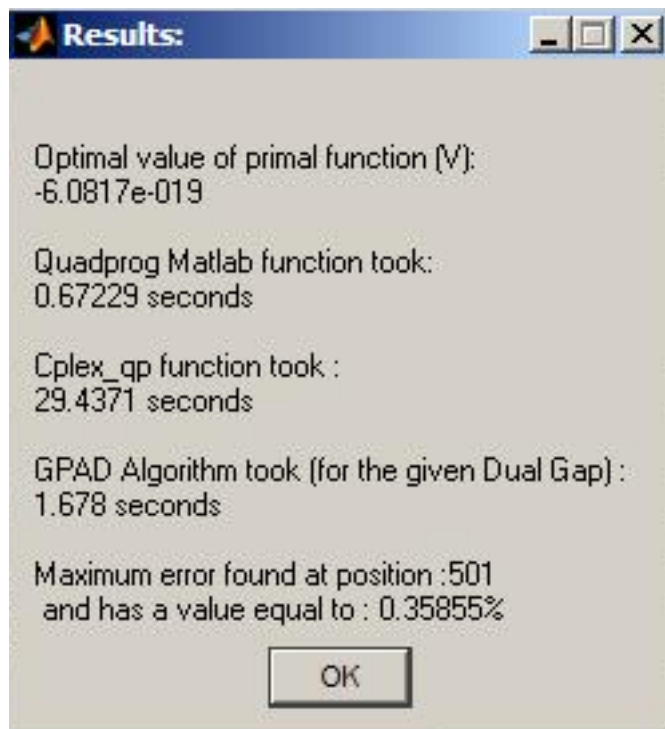 Results:
Optimal value of primal function (V):
-6.0817e-019
Quadprog Matlab function took:
0.67229 seconds
Cplex_qp function took :
29.4371 seconds
GPAD Algorithm took (for the given Dual Gap) :
1.678 seconds
Maximum error found at position :501
and has a value equal to : 0.35855%
OK